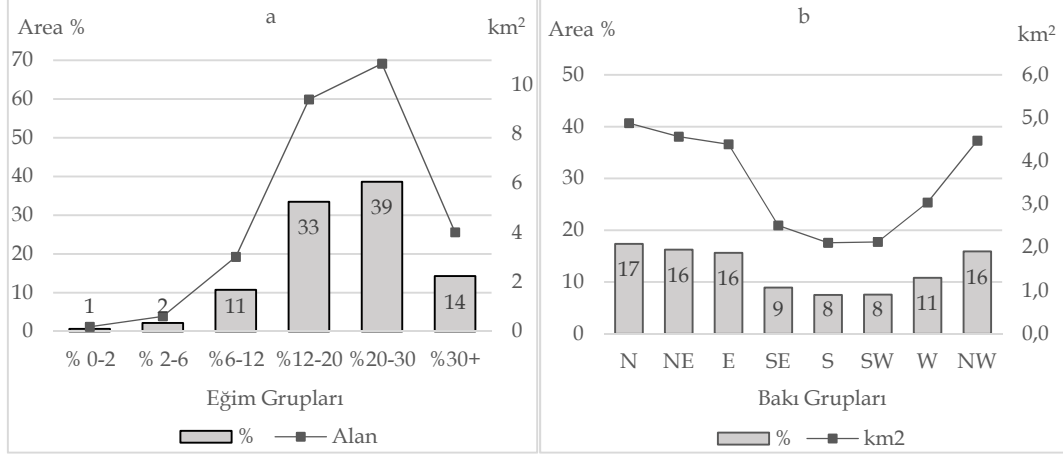 a
Area %
km²
70
60
50
40
30
20
10
0
10
8
6
4
2
0
1
2
11
33
39
14
% 0-2
% 2-6
%6-12
%12-20
%20-30
%30+
Eğim Grupları
%
Alan
b
Area %
km²
50
40
30
20
10
0
6,0
5,0
4,0
3,0
2,0
1,0
0,0
17
16
16
9
8
8
11
16
N
NE
E
SE
S
SW
W
NW
Bakı Grupları
%
km2